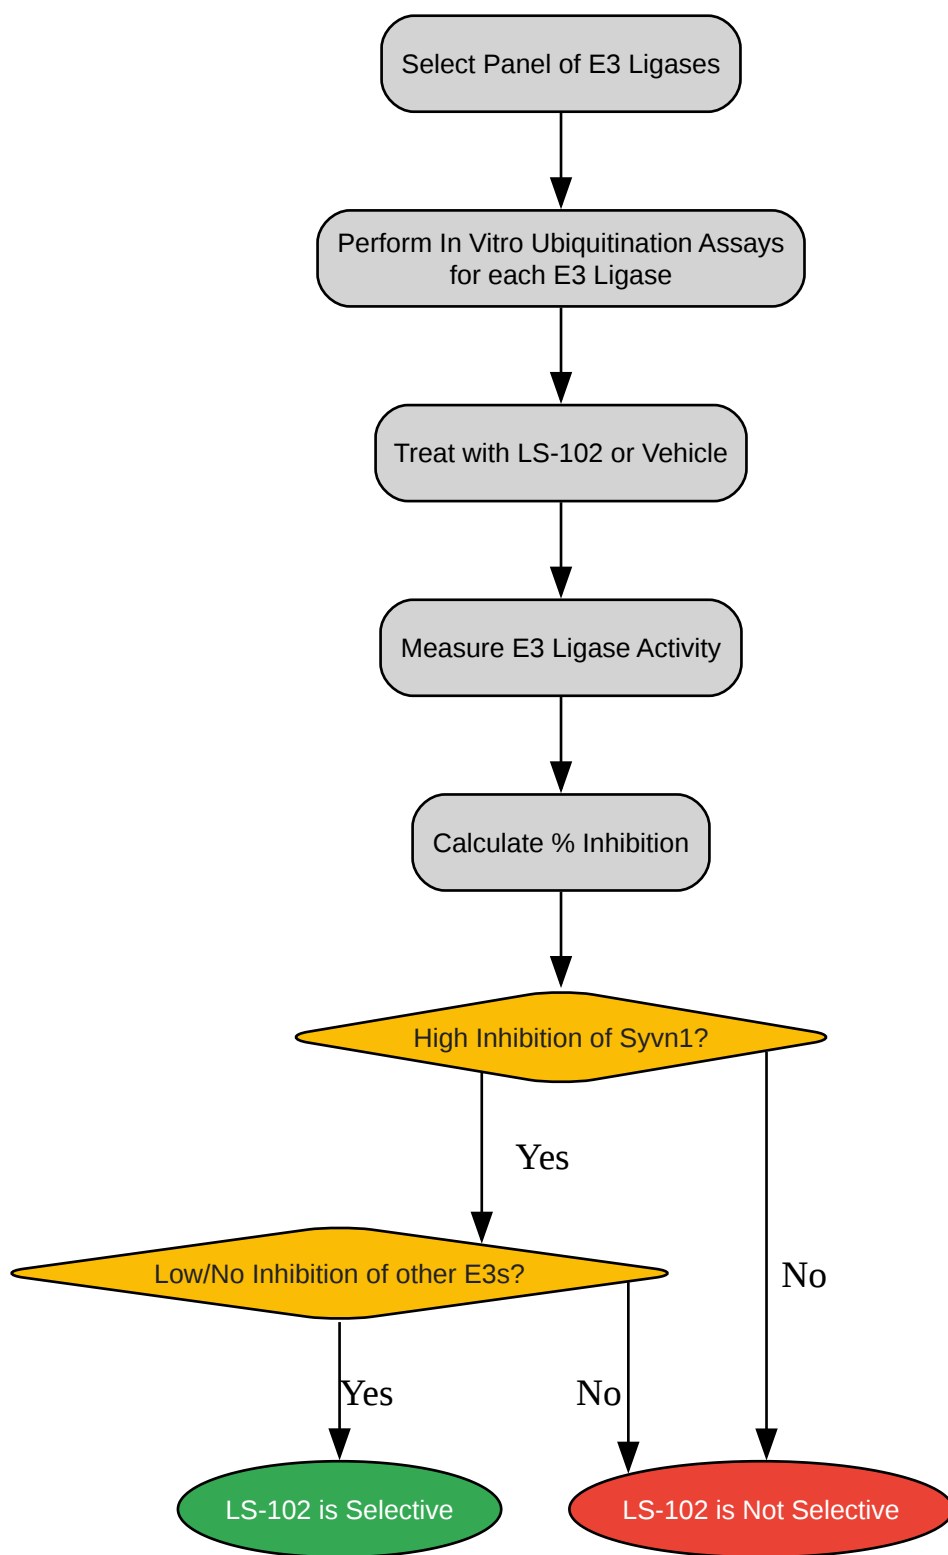 Select Panel of E3 Ligases
Perform In Vitro Ubiquitination Assays
for each E3 Ligase
Treat with LS-102 or Vehicle
Measure E3 Ligase Activity
Calculate % Inhibition
High Inhibition of Syvn1?
Yes
Low/No Inhibition of other E3s?
No
Yes
No
LS-102 is Selective
LS-102 is Not Selective